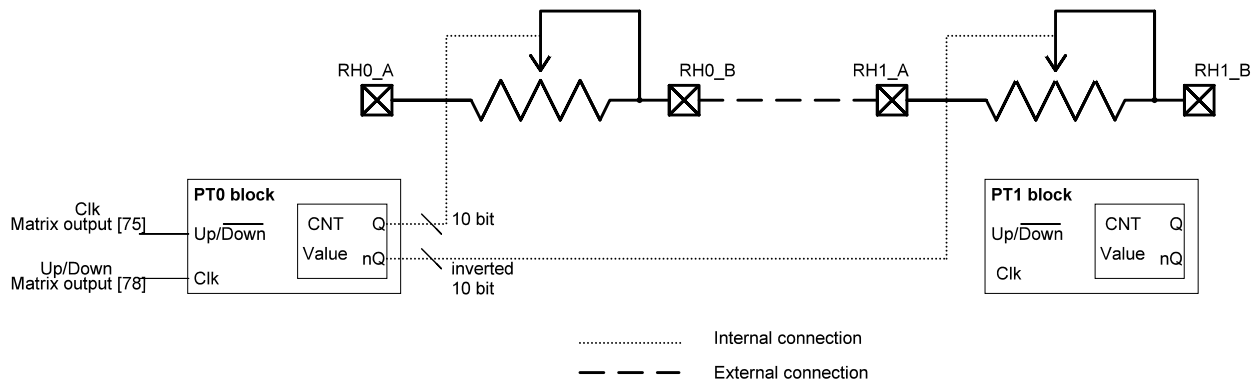 RH0_A
RH0_B
RH1_A
RH1_B
PT0 block
Clk
Matrix output [75]
Up/Down
CNT
Q
Value
nQ
10 bit
Up/Down
Matrix output [78]
Clk
inverted
10 bit
PT1 block
Up/Down
CNT
Q
Value
nQ
Clk
Internal connection
External connection